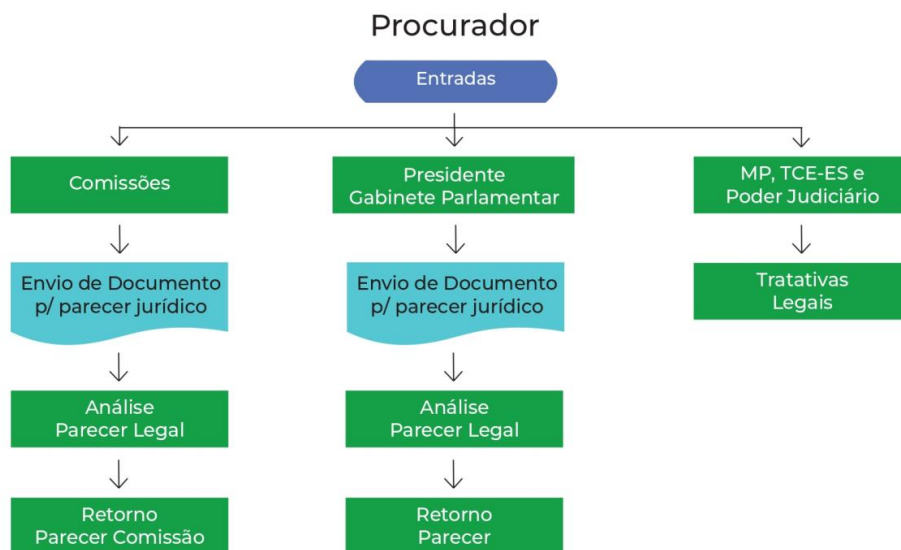 Procurador
Entradas
Comissões
Presidente
Gabinete Parlamentar
MP, TCE-ES e
Poder Judiciário
Envio de Documento
p/ parecer jurídico
Envio de Documento
p/ parecer jurídico
Tratativas
Legais
Análise
Parecer Legal
Análise
Parecer Legal
Retorno
Parecer Comissão
Retorno
Parecer